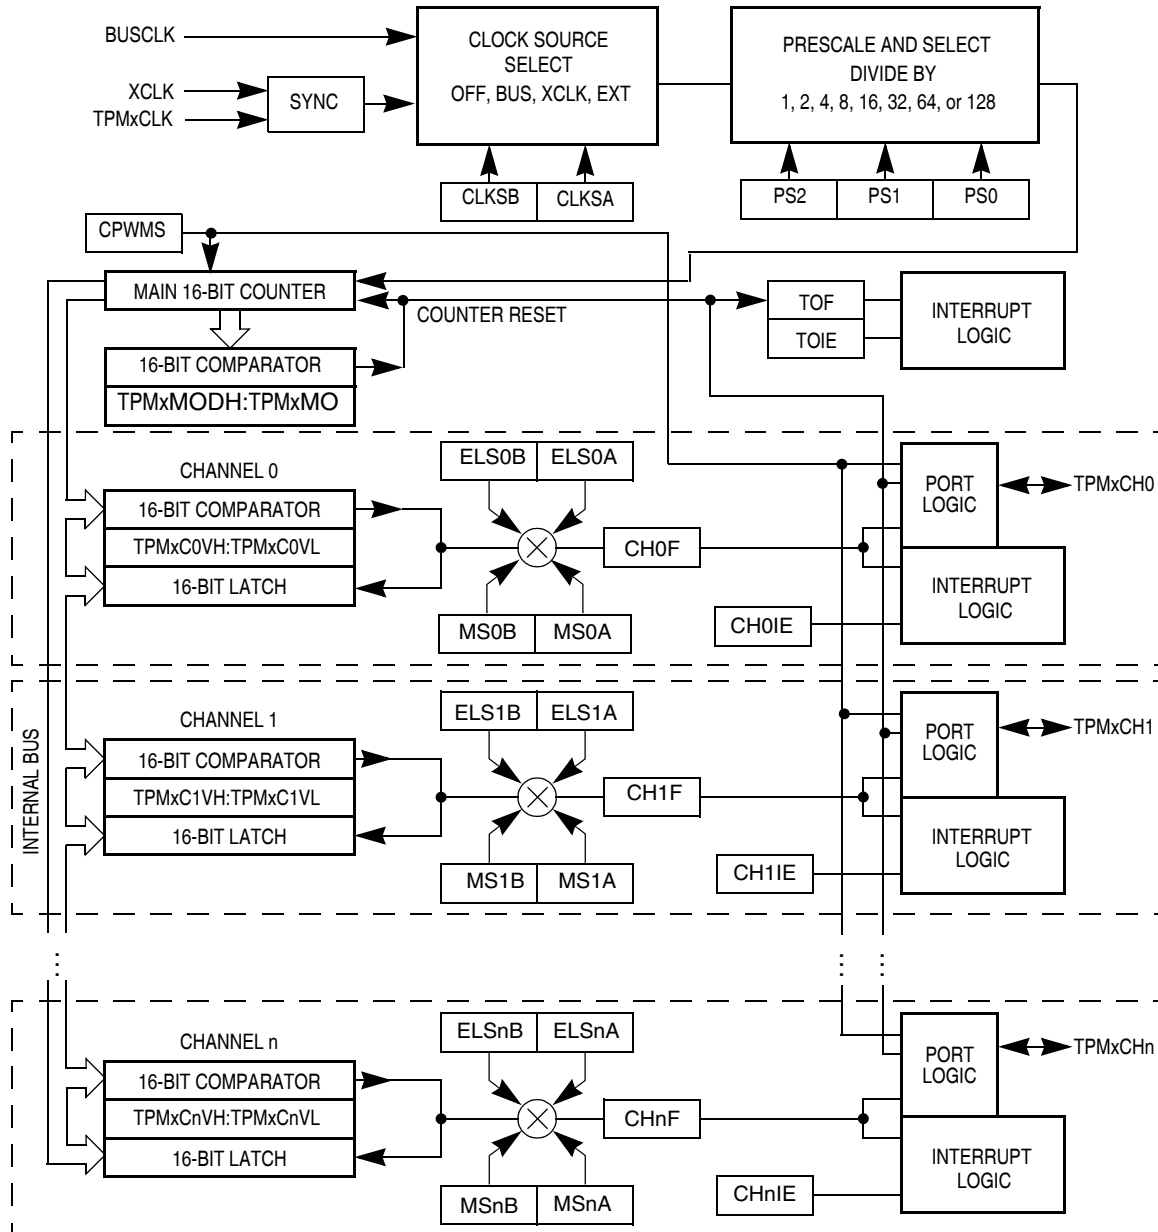 BUSCLK
CLOCK SOURCE
SELECT
OFF, BUS, XCLK, EXT
PRESCALE AND SELECT
DIVIDE BY
1, 2, 4, 8, 16, 32, 64, or 128
XCLK
TPMxCLK
SYNC
CLKSB
CLKSA
PS2
PS1
PS0
CPWMS
MAIN 16-BIT COUNTER
COUNTER RESET
TOF
TOIE
INTERRUPT
LOGIC
16-BIT COMPARATOR
TPMxMODH:TPMxMO
CHANNEL 0
ELS0B
ELS0A
PORT
LOGIC
TPMxCH0
16-BIT COMPARATOR
TPMxC0VH:TPMxC0VL
16-BIT LATCH
CH0F
INTERRUPT
LOGIC
MS0B
MS0A
CH0IE
INTERNAL BUS
CHANNEL 1
ELS1B
ELS1A
PORT
LOGIC
TPMxCH1
16-BIT COMPARATOR
TPMxC1VH:TPMxC1VL
16-BIT LATCH
CH1F
INTERRUPT
LOGIC
MS1B
MS1A
CH1IE
...
... ...
CHANNEL n
ELSnB
ELSnA
PORT
LOGIC
TPMxCHn
16-BIT COMPARATOR
TPMxCnVH:TPMxCnVL
16-BIT LATCH
CHnF
INTERRUPT
LOGIC
MSnB
MSnA
CHnIE